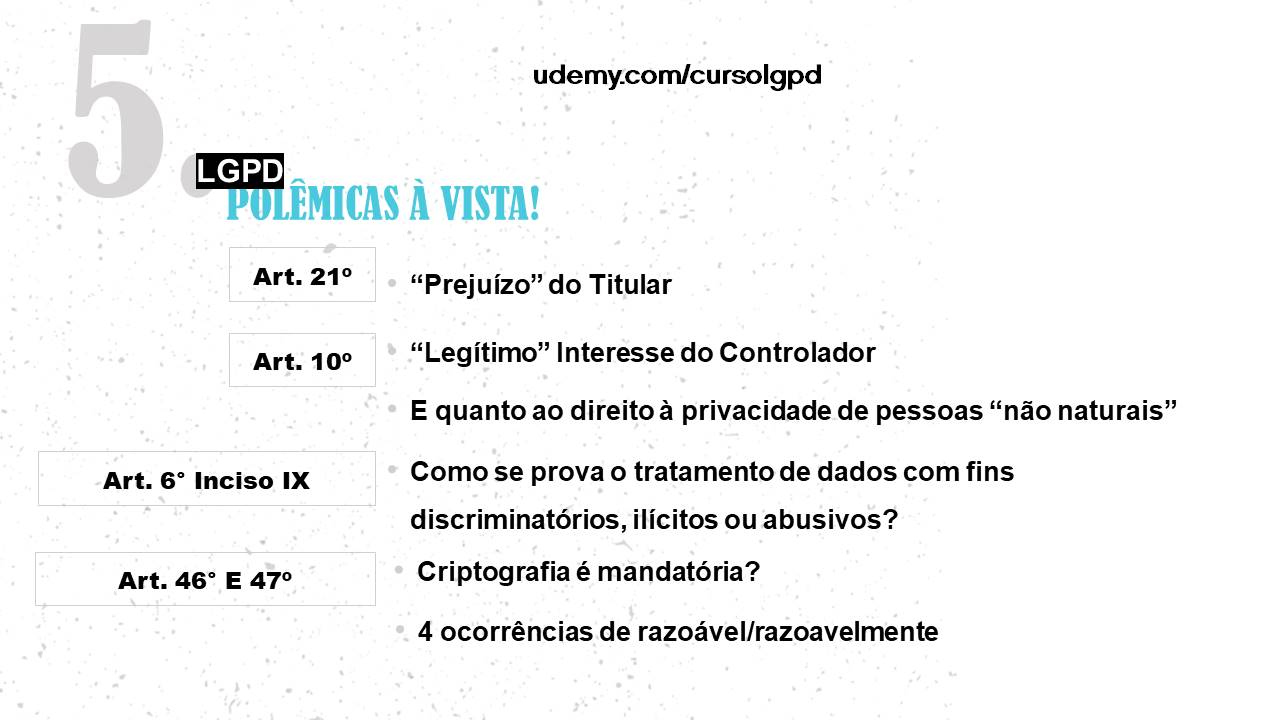 5.
udemy.com/cursolgpd
LGPD
POLÊMICAS À VISTA!
Art. 21º
“Prejuízo” do Titular
Art. 10º
“Legítimo” Interesse do Controlador
E quanto ao direito à privacidade de pessoas “não naturais”
Art. 6° Inciso IX
Como se prova o tratamento de dados com fins
discriminatórios, ilícitos ou abusivos?
Art. 46° E 47º
Criptografia é mandatória?
4 ocorrências de razoável/razoavelmente